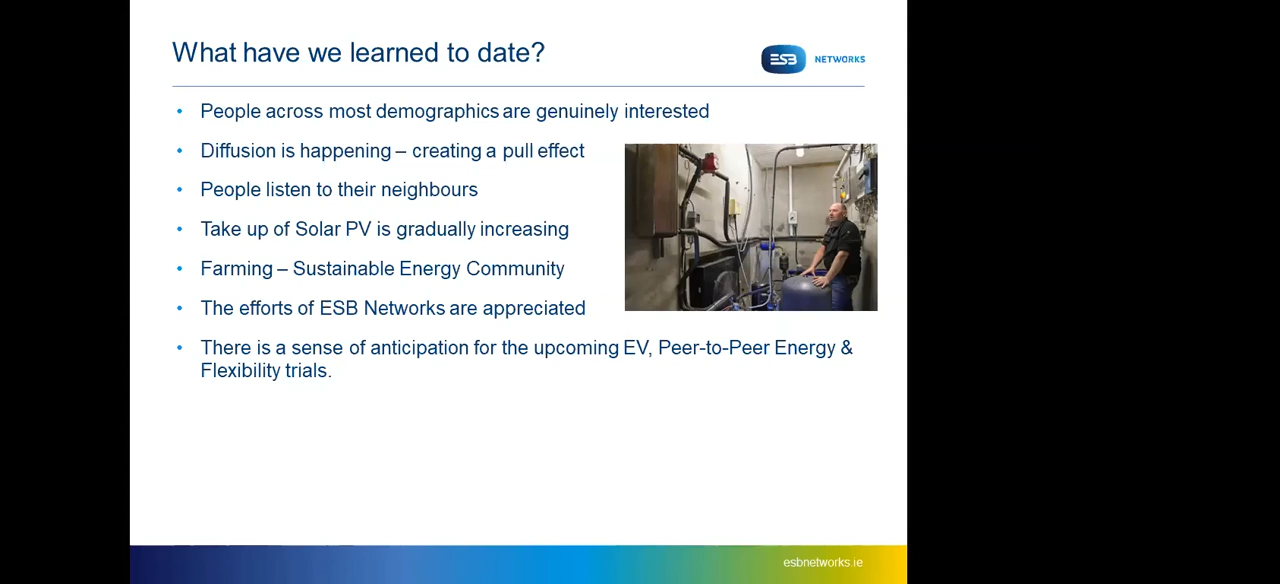 What have we learned to date?
ESB NETWORKS
• People across most demographics are genuinely interested
• Diffusion is happening – creating a pull effect
• People listen to their neighbours
• Take up of Solar PV is gradually increasing
• Farming – Sustainable Energy Community
• The efforts of ESB Networks are appreciated
• There is a sense of anticipation for the upcoming EV, Peer-to-Peer Energy &
Flexibility trials.
esbnetworks.ie